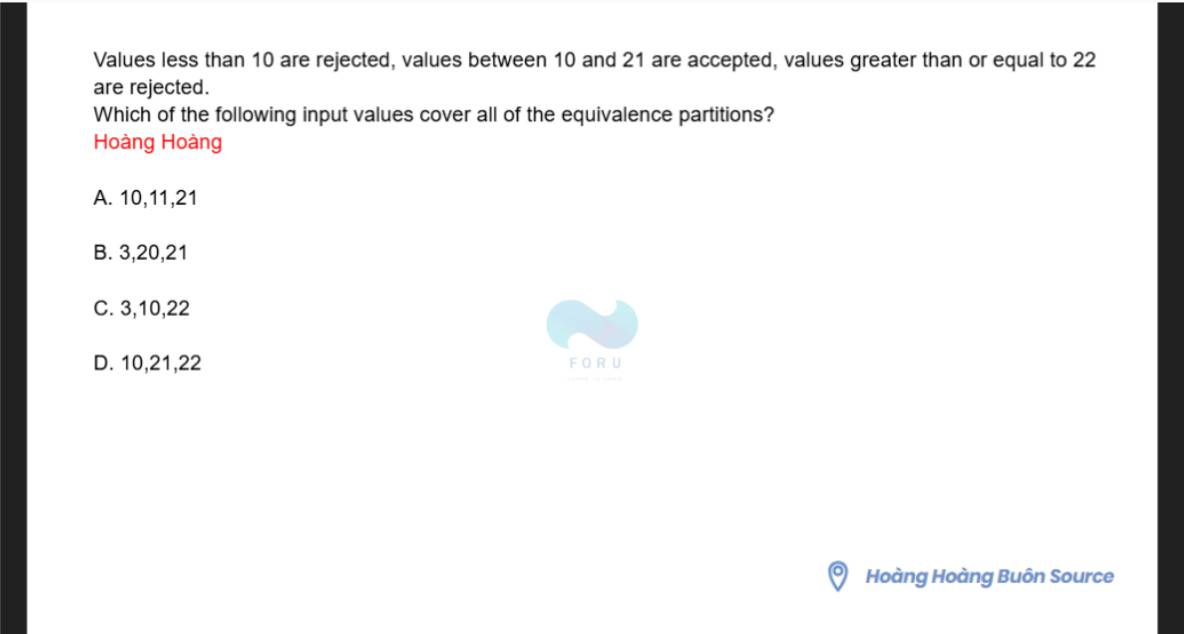 Values less than 10 are rejected, values between 10 and 21 are accepted, values greater than or equal to 22
are rejected.
Which of the following input values cover all of the equivalence partitions?
Hoàng Hoàng
A. 10,11,21
B. 3,20,21
C. 3,10,22
D. 10,21,22
FORU
Hoàng Hoàng Buôn Source